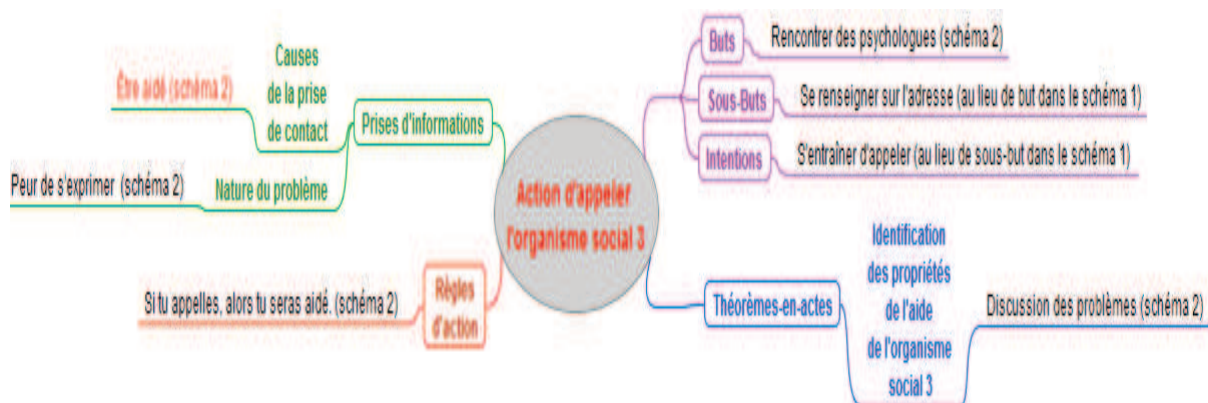 Action d'appeler
l'organisme social 3
Prises d'informations
Causes
de la prise
de contact
Être aidé (schéma 2)
Nature du problème
Peur de s'exprimer (schéma 2)
Règles
d'action
Si tu appelles, alors tu seras aidé. (schéma 2)
Buts
Rencontrer des psychologues (schéma 2)
Sous-Buts
Se renseigner sur l'adresse (au lieu de but dans le schéma 1)
Intentions
S'entraîner d'appeler (au lieu de sous-but dans le schéma 1)
Théorèmes-en-actes
Identification
des propriétés
de l'aide
de l'organisme
social 3
Discussion des problèmes (schéma 2)